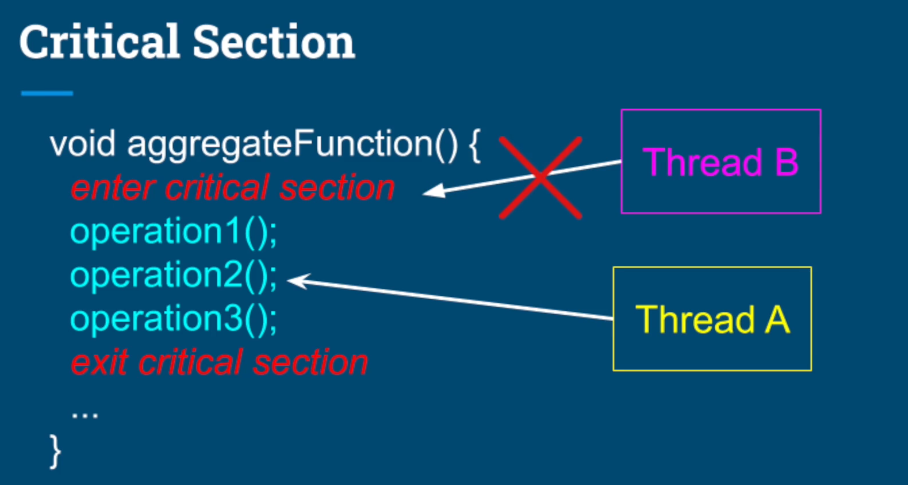 Critical Section
void aggregateFunction() {
enter critical section
operation1();
operation2();
operation3();
exit critical section
...
}
Thread B
Thread A